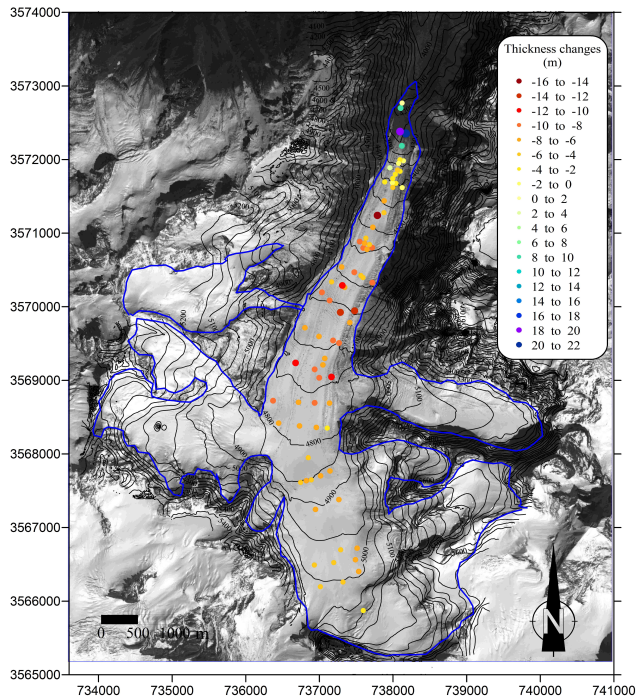 3574000
3573000
3572000
3571000
3570000
3569000
3568000
3567000
3566000
3565000
734000 735000 736000 737000 738000 739000 740000 741000
Thickness changes
(m)
-16 to -14
-14 to -12
-12 to -10
-10 to -8
-8 to -6
-6 to -4
-4 to -2
-2 to 0
0 to 2
2 to 4
4 to 6
6 to 8
8 to 10
10 to 12
12 to 14
14 to 16
16 to 18
18 to 20
20 to 22
5200
5100
4800
4800
4900
5000
5100
0 500 1000 m
N